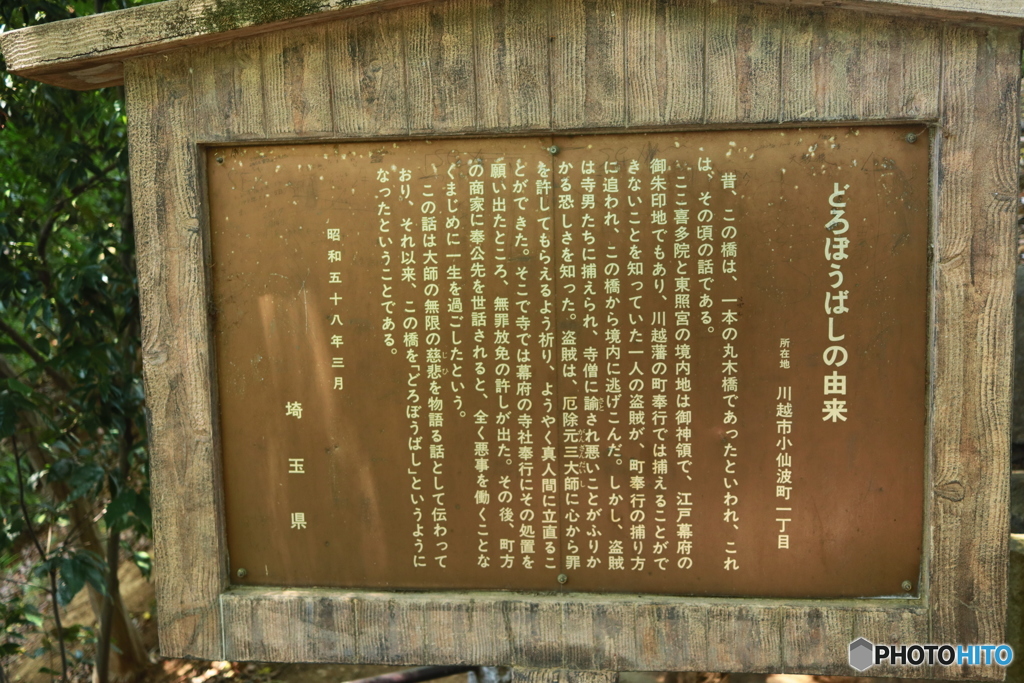 どろぼうばしの由来
所在地 川越市小仙波町一丁目
昔、この橋は、一本の丸木橋であったといわれ、これ
は、その頃の話である。
ここ喜多院と東照宮の境内地は御神領で、江戸幕府の
御朱印地でもあり、川越藩の町奉行では捕えることがで
きないことを知っていた一人の盗賊が、町奉行の捕り方
に追われ、この橋から境内に逃げこんだ。しかし、盗賊
は寺男たちに捕えられ、寺僧に諭され悪いことがふりか
かる恐しさを知った。盗賊は、厄除元三大師に心から罪
を許してもらえるよう祈り、ようやく真人間に立直るこ
とができた。そこで寺では幕府の寺社奉行にその処置を
願い出たところ、無罪放免の許しが出た。その後、町方
の商家に奉公先を世話されると、全く悪事を働くことな
くまじめに一生を過ごしたという。
この話は大師の無限の慈悲を物語る話として伝わって
おり、それ以来、この橋を「どろぼうばし」というように
なったということである。
昭和五十八年三月
埼玉県
PHOTOHITO